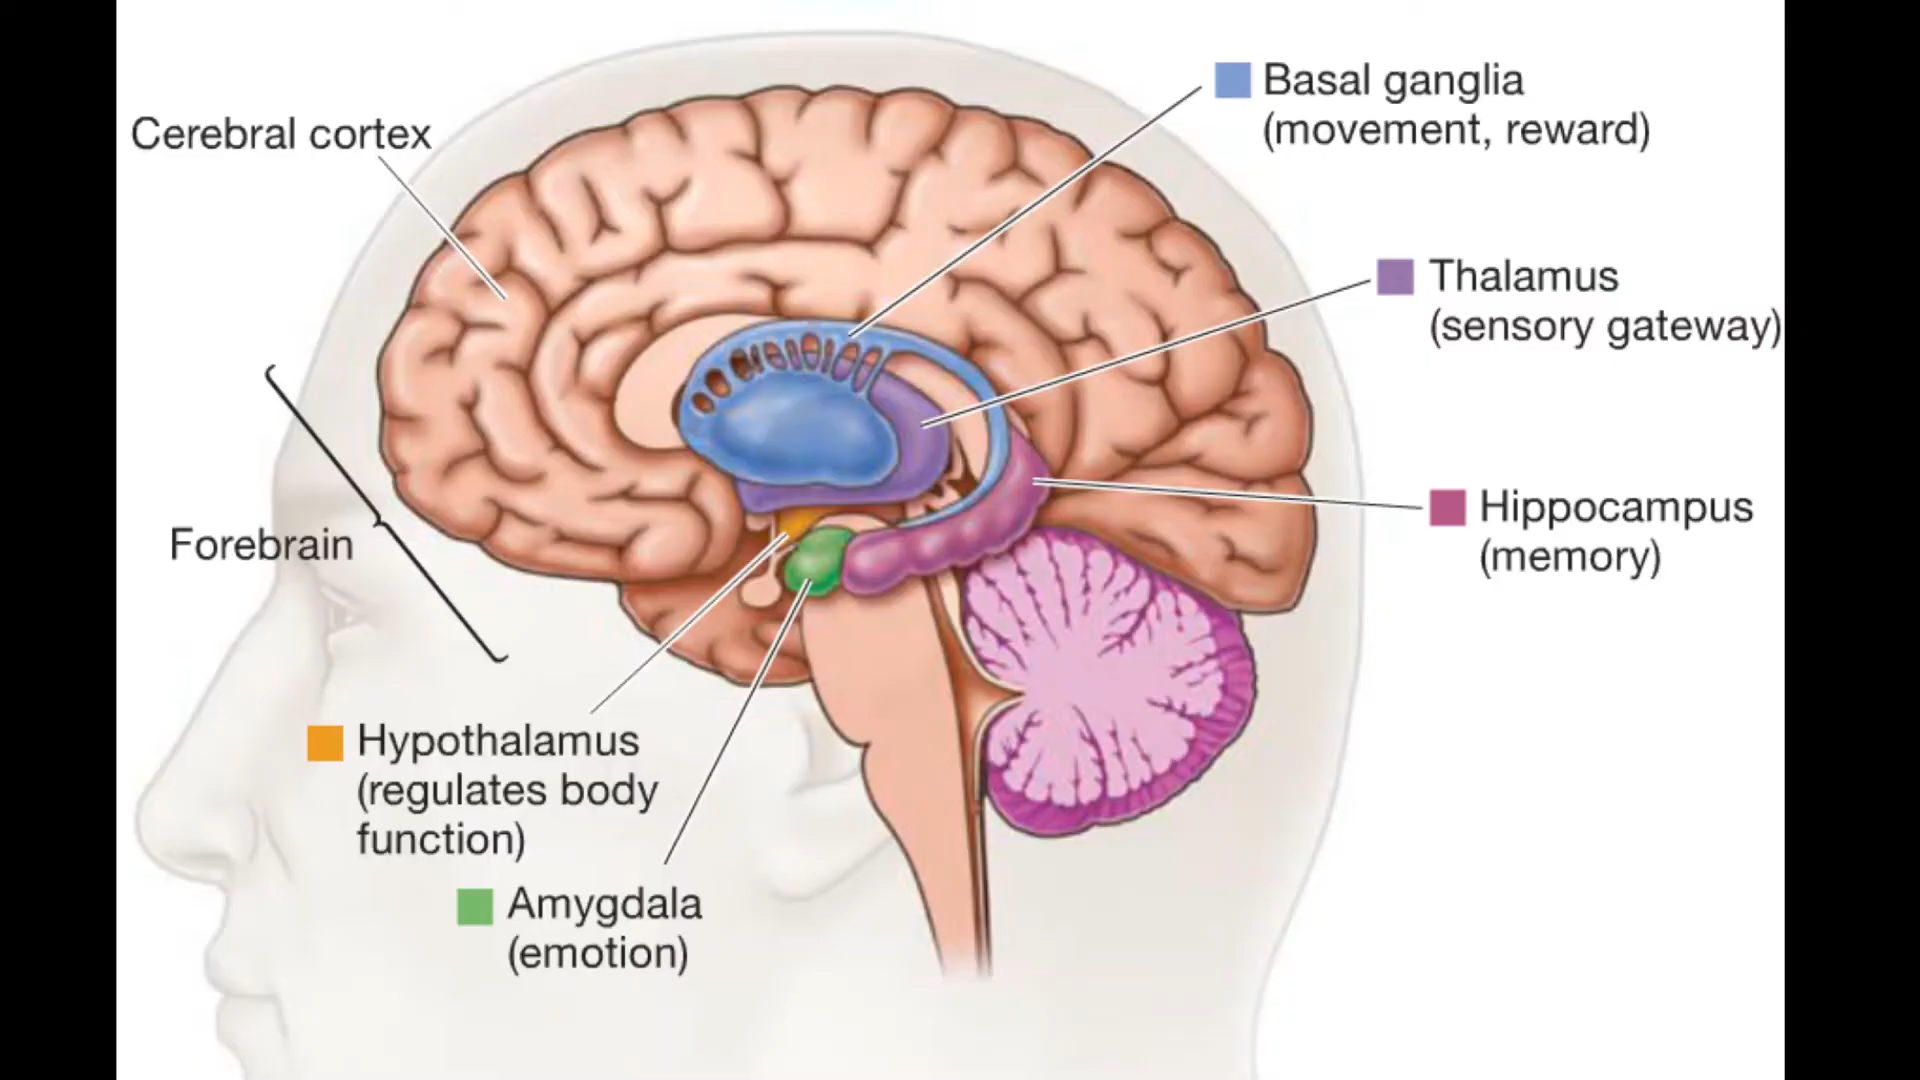 Cerebral cortex
Basal ganglia
(movement, reward)
Thalamus
(sensory gateway)
Hippocampus
(memory)
Forebrain
Hypothalamus
(regulates body
function)
Amygdala
(emotion)